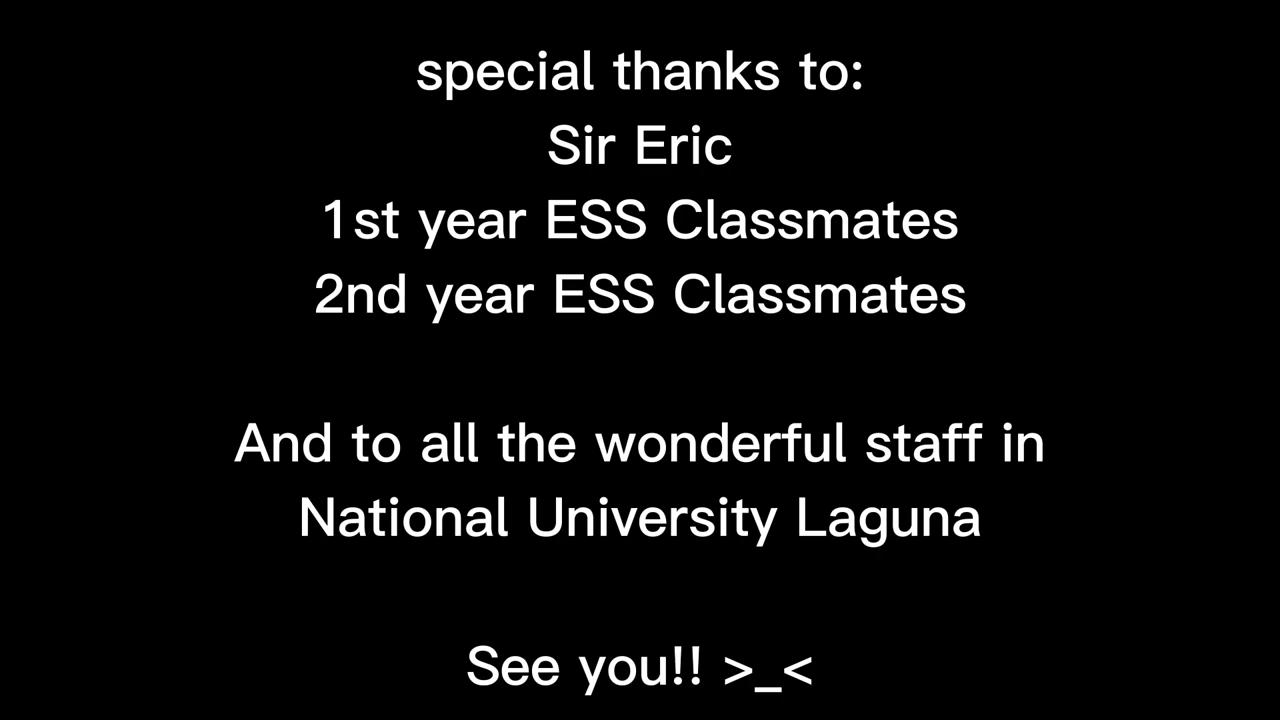 special thanks to:
Sir Eric
1st year ESS Classmates
2nd year ESS Classmates
And to all the wonderful staff in
National University Laguna
See you!! >_<